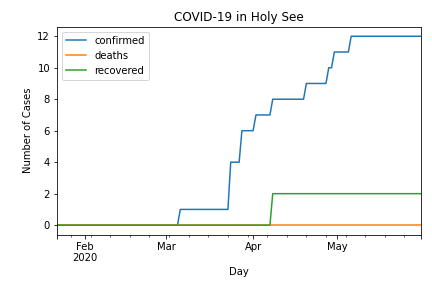 COVID-19 in Holy See
confirmed
deaths
recovered
Number of Cases
12
10
8
6
4
2
0
Feb
2020
Mar
Apr
May
Day